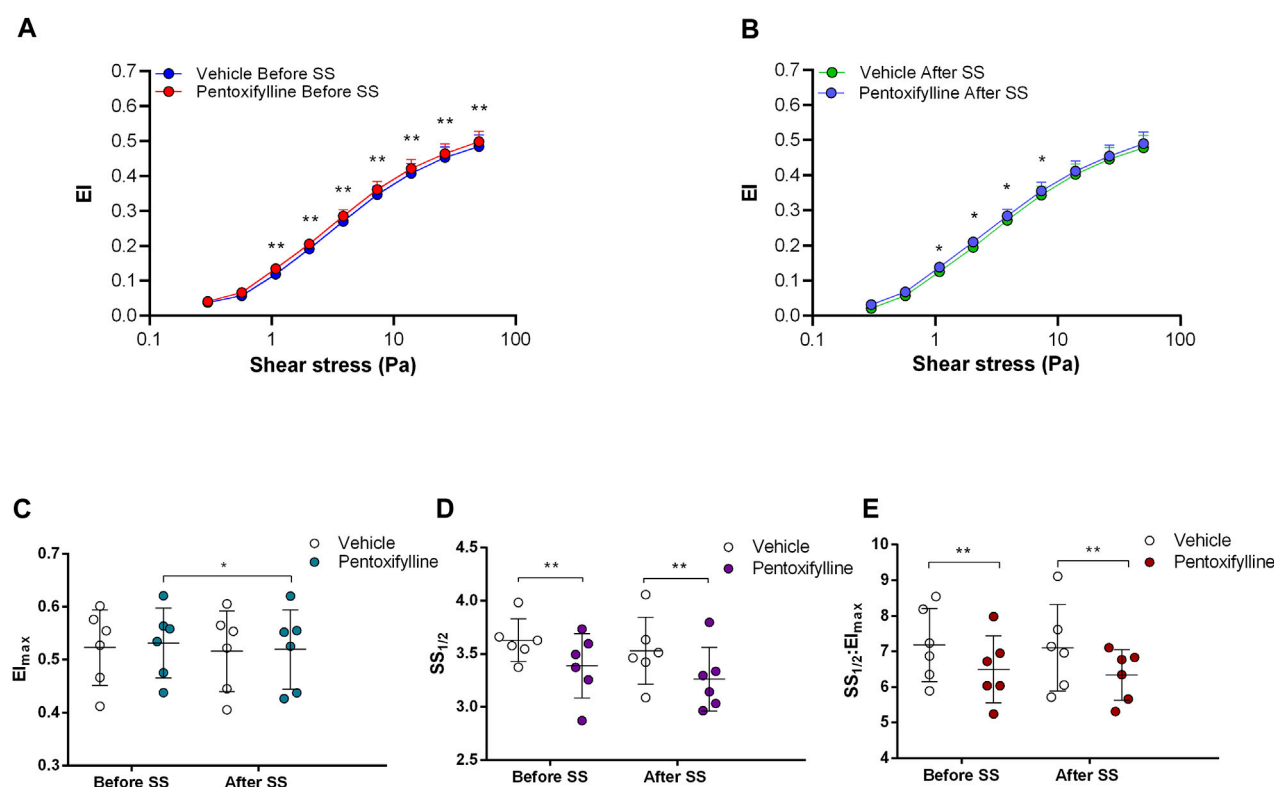 A
Vehicle Before SS
Pentoxifylline Before SS
0.7
0.6
0.5
0.4
0.3
0.2
0.1
0.0
EI
** ** ** ** ** ** **
0.1 1 10 100
Shear stress (Pa)
B
Vehicle After SS
Pentoxifylline After SS
0.7
0.6
0.5
0.4
0.3
0.2
0.1
0.0
EI
* * * *
0.1 1 10 100
Shear stress (Pa)
C
Vehicle
Pentoxifylline
*
0.7
0.6
0.5
0.4
0.3
EImax
Before SS After SS
D
Vehicle
Pentoxifylline
** **
4.5
4.0
3.5
3.0
2.5
SS1/2
Before SS After SS
E
Vehicle
Pentoxifylline
** **
10
9
8
7
6
5
4
SS1/2:EImax
Before SS After SS